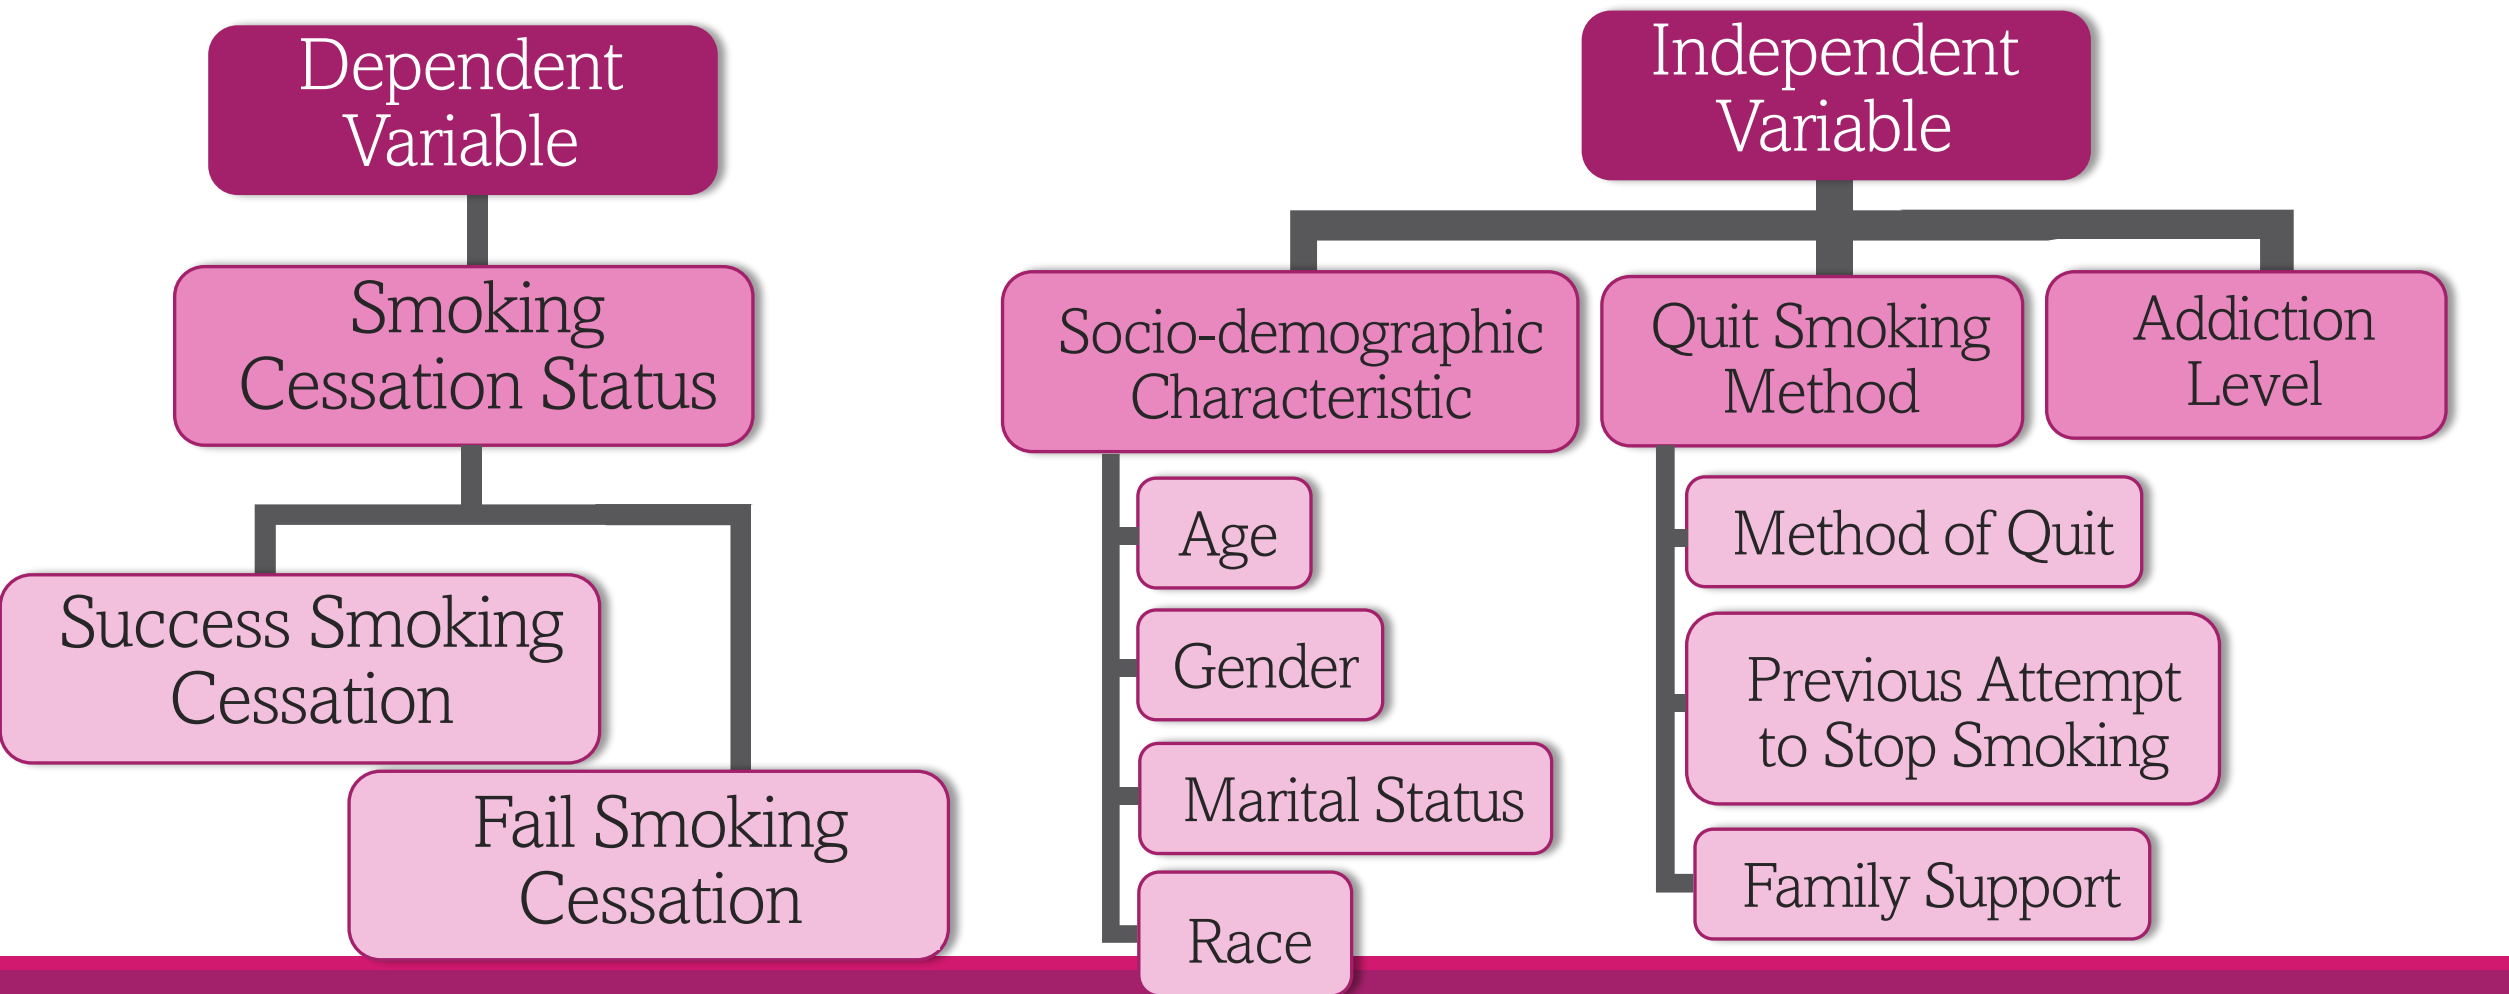 Dependent
Variable
Smoking
Cessation Status
Success Smoking
Cessation
Fail Smoking
Cessation
Independent
Variable
Socio-demographic
Characteristic
Age
Gender
Marital Status
Race
Quit Smoking
Method
Method of Quit
Previous Attempt
to Stop Smoking
Family Support
Addiction
Level